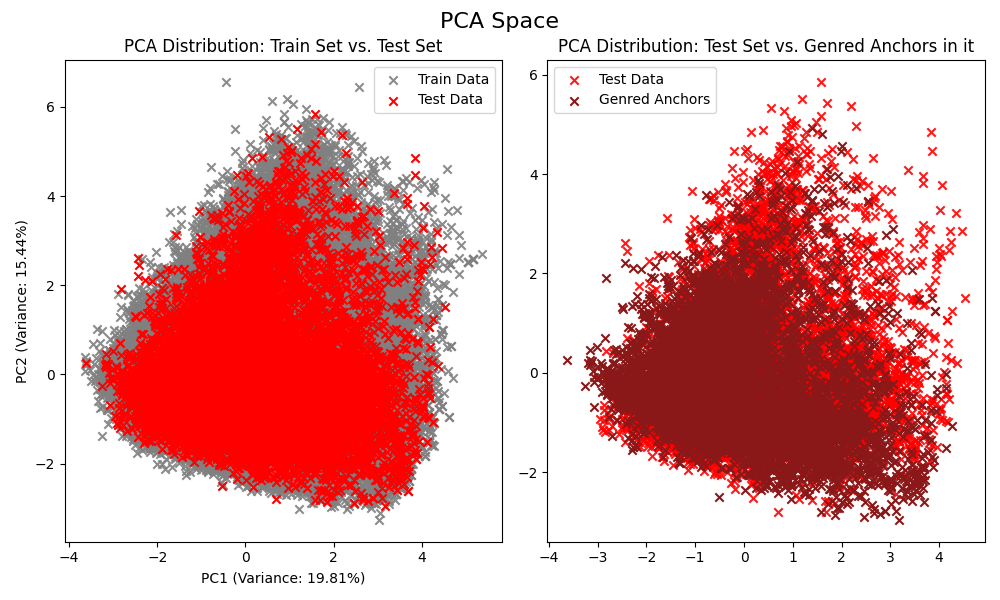 PCA Space
PCA Distribution: Train Set vs. Test Set
Train Data
Test Data
6
4
2
0
−2
−4
−2
0
2
4
PC2 (Variance: 15.44%)
PC1 (Variance: 19.81%)
PCA Distribution: Test Set vs. Genred Anchors in it
Test Data
Genred Anchors
6
4
2
0
−2
−4
−3
−2
−1
0
1
2
3
4